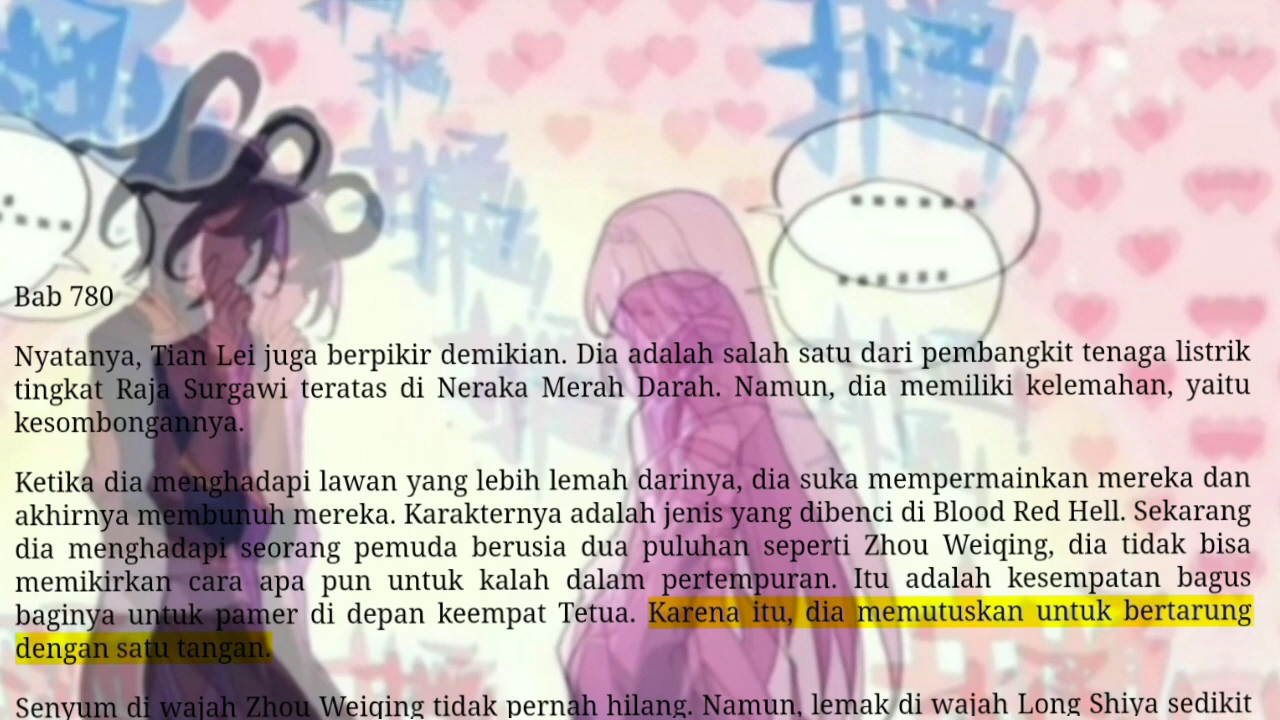 Bab 780
Nyatanya, Tian Lei juga berpikir demikian. Dia adalah salah satu dari pembangkit tenaga listrik
tingkat Raja Surgawi teratas di Neraka Merah Darah. Namun, dia memiliki kelemahan, yaitu
kesombongannya.
Ketika dia menghadapi lawan yang lebih lemah darinya, dia suka mempermainkan mereka dan
akhirnya membunuh mereka. Karakternya adalah jenis yang dibenci di Blood Red Hell. Sekarang
dia menghadapi seorang pemuda berusia dua puluhan seperti Zhou Weiqing, dia tidak bisa
memikirkan cara apa pun untuk kalah dalam pertempuran. Itu adalah kesempatan bagus
baginya untuk pamer di depan keempat Tetua. Karena itu, dia memutuskan untuk bertarung
dengan satu tangan.
Senyum di wajah Zhou Weiqing tidak pernah hilang. Namun, lemak di wajah Long Shiya sedikit